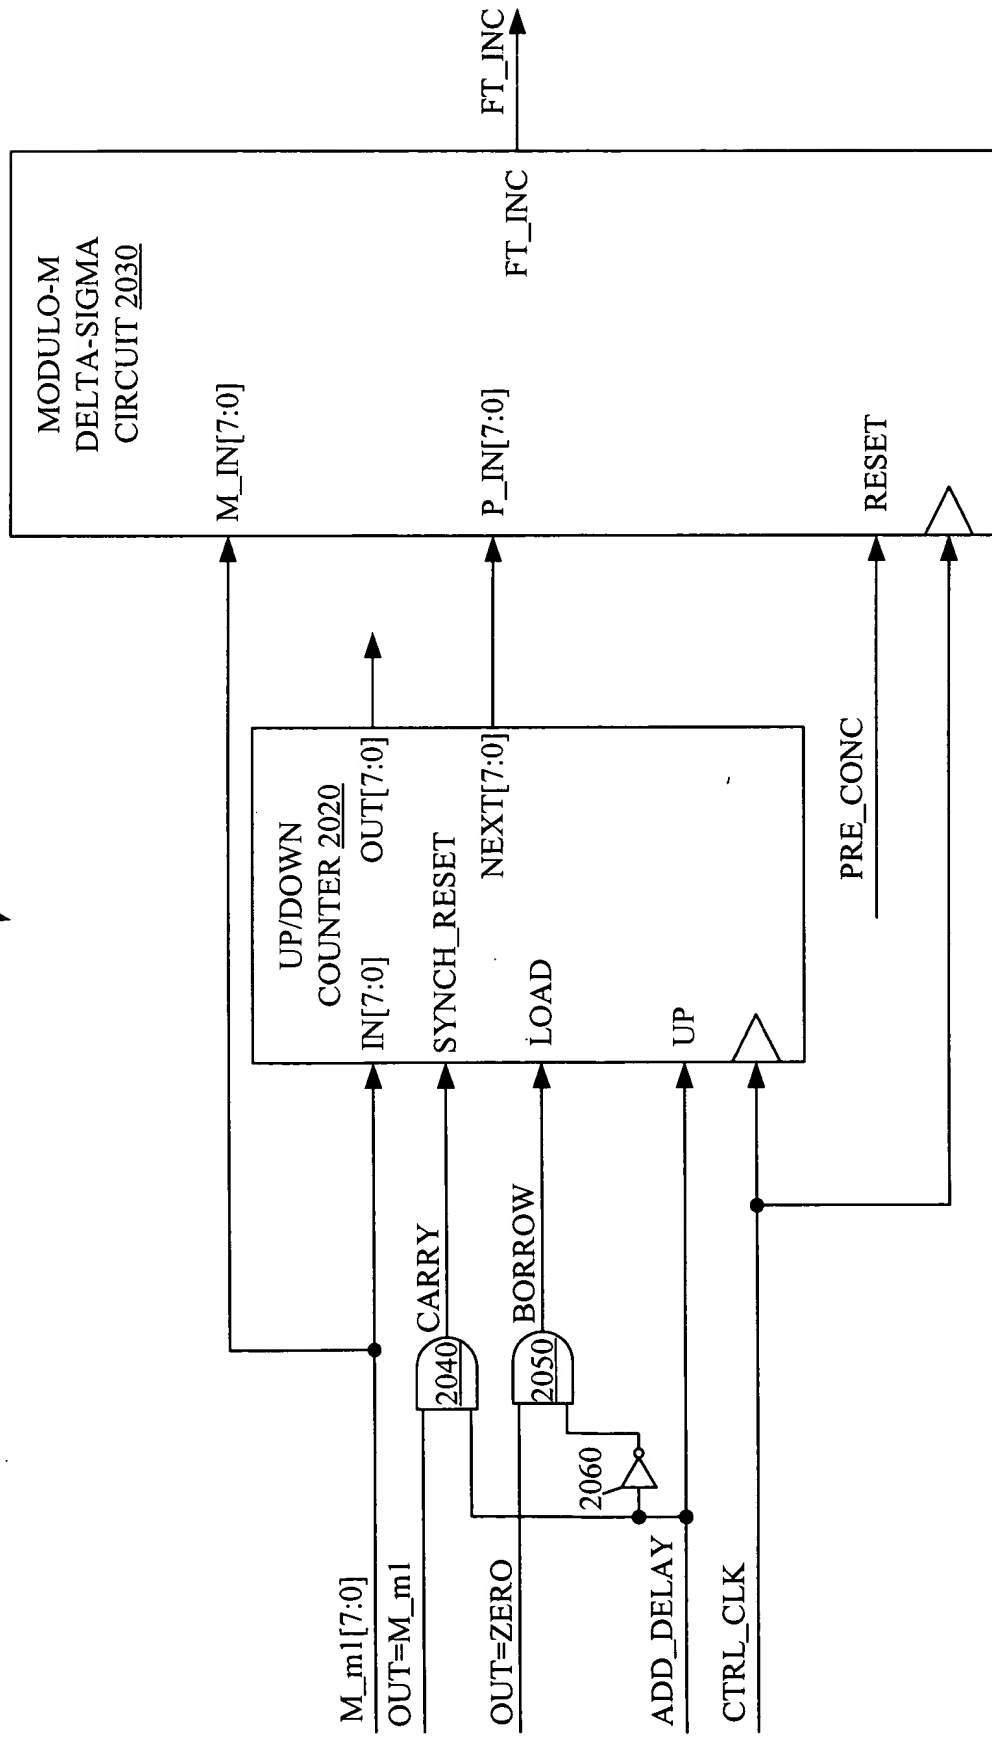 MODULO-M
DELTA-SIGMA
CIRCUIT 2030
M_IN[7:0]
P_IN[7:0]
RESET
FT_INC
FT_INC
UP/DOWN
COUNTER 2020
IN[7:0]
OUT[7:0]
SYNCH_RESET
NEXT[7:0]
LOAD
UP
PRE_CONC
M_m1[7:0]
OUT=M_m1
2040
CARRY
OUT=ZERO
2050
BORROW
2060
ADD_DELAY
CTRL_CLK